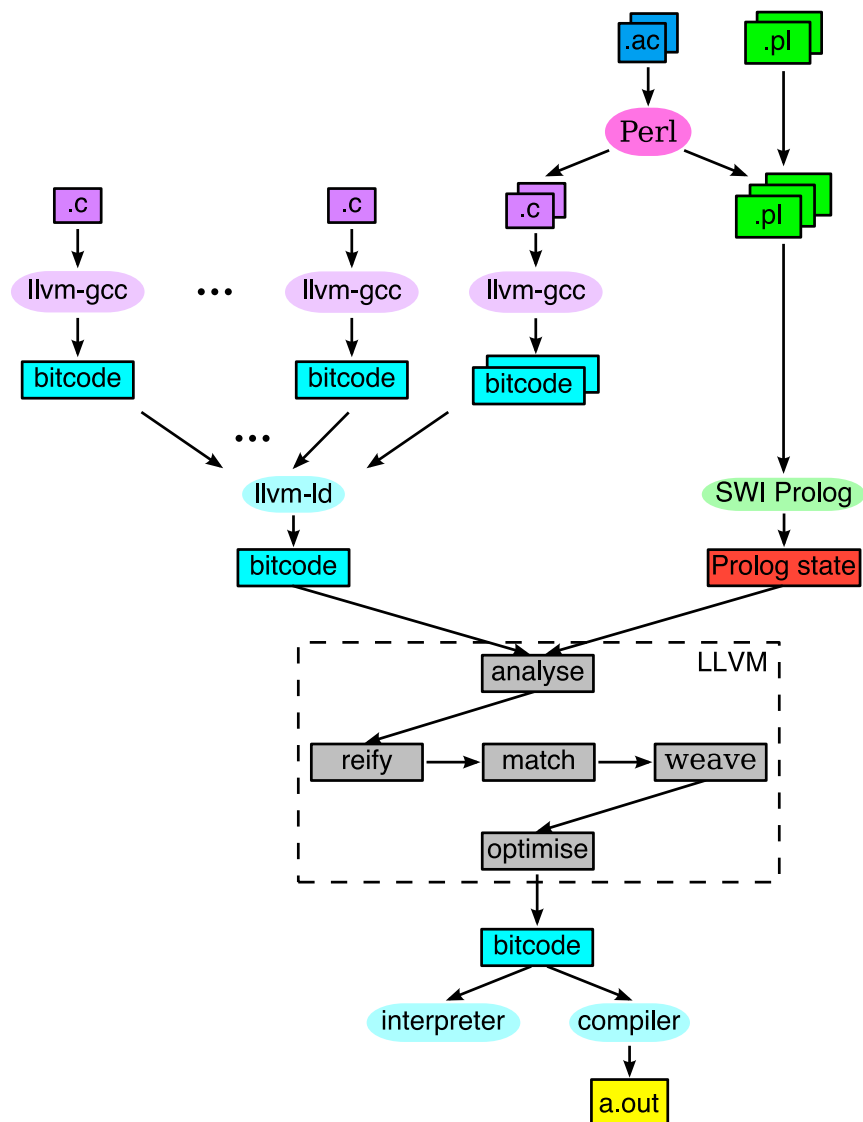 .ac
.pl
Perl
.c
.c
.c
.pl
llvm-gcc
...
llvm-gcc
llvm-gcc
bitcode
bitcode
bitcode
...
llvm-ld
SWI Prolog
bitcode
Prolog state
analyse
LLVM
reify
match
weave
optimise
bitcode
interpreter
compiler
a.out